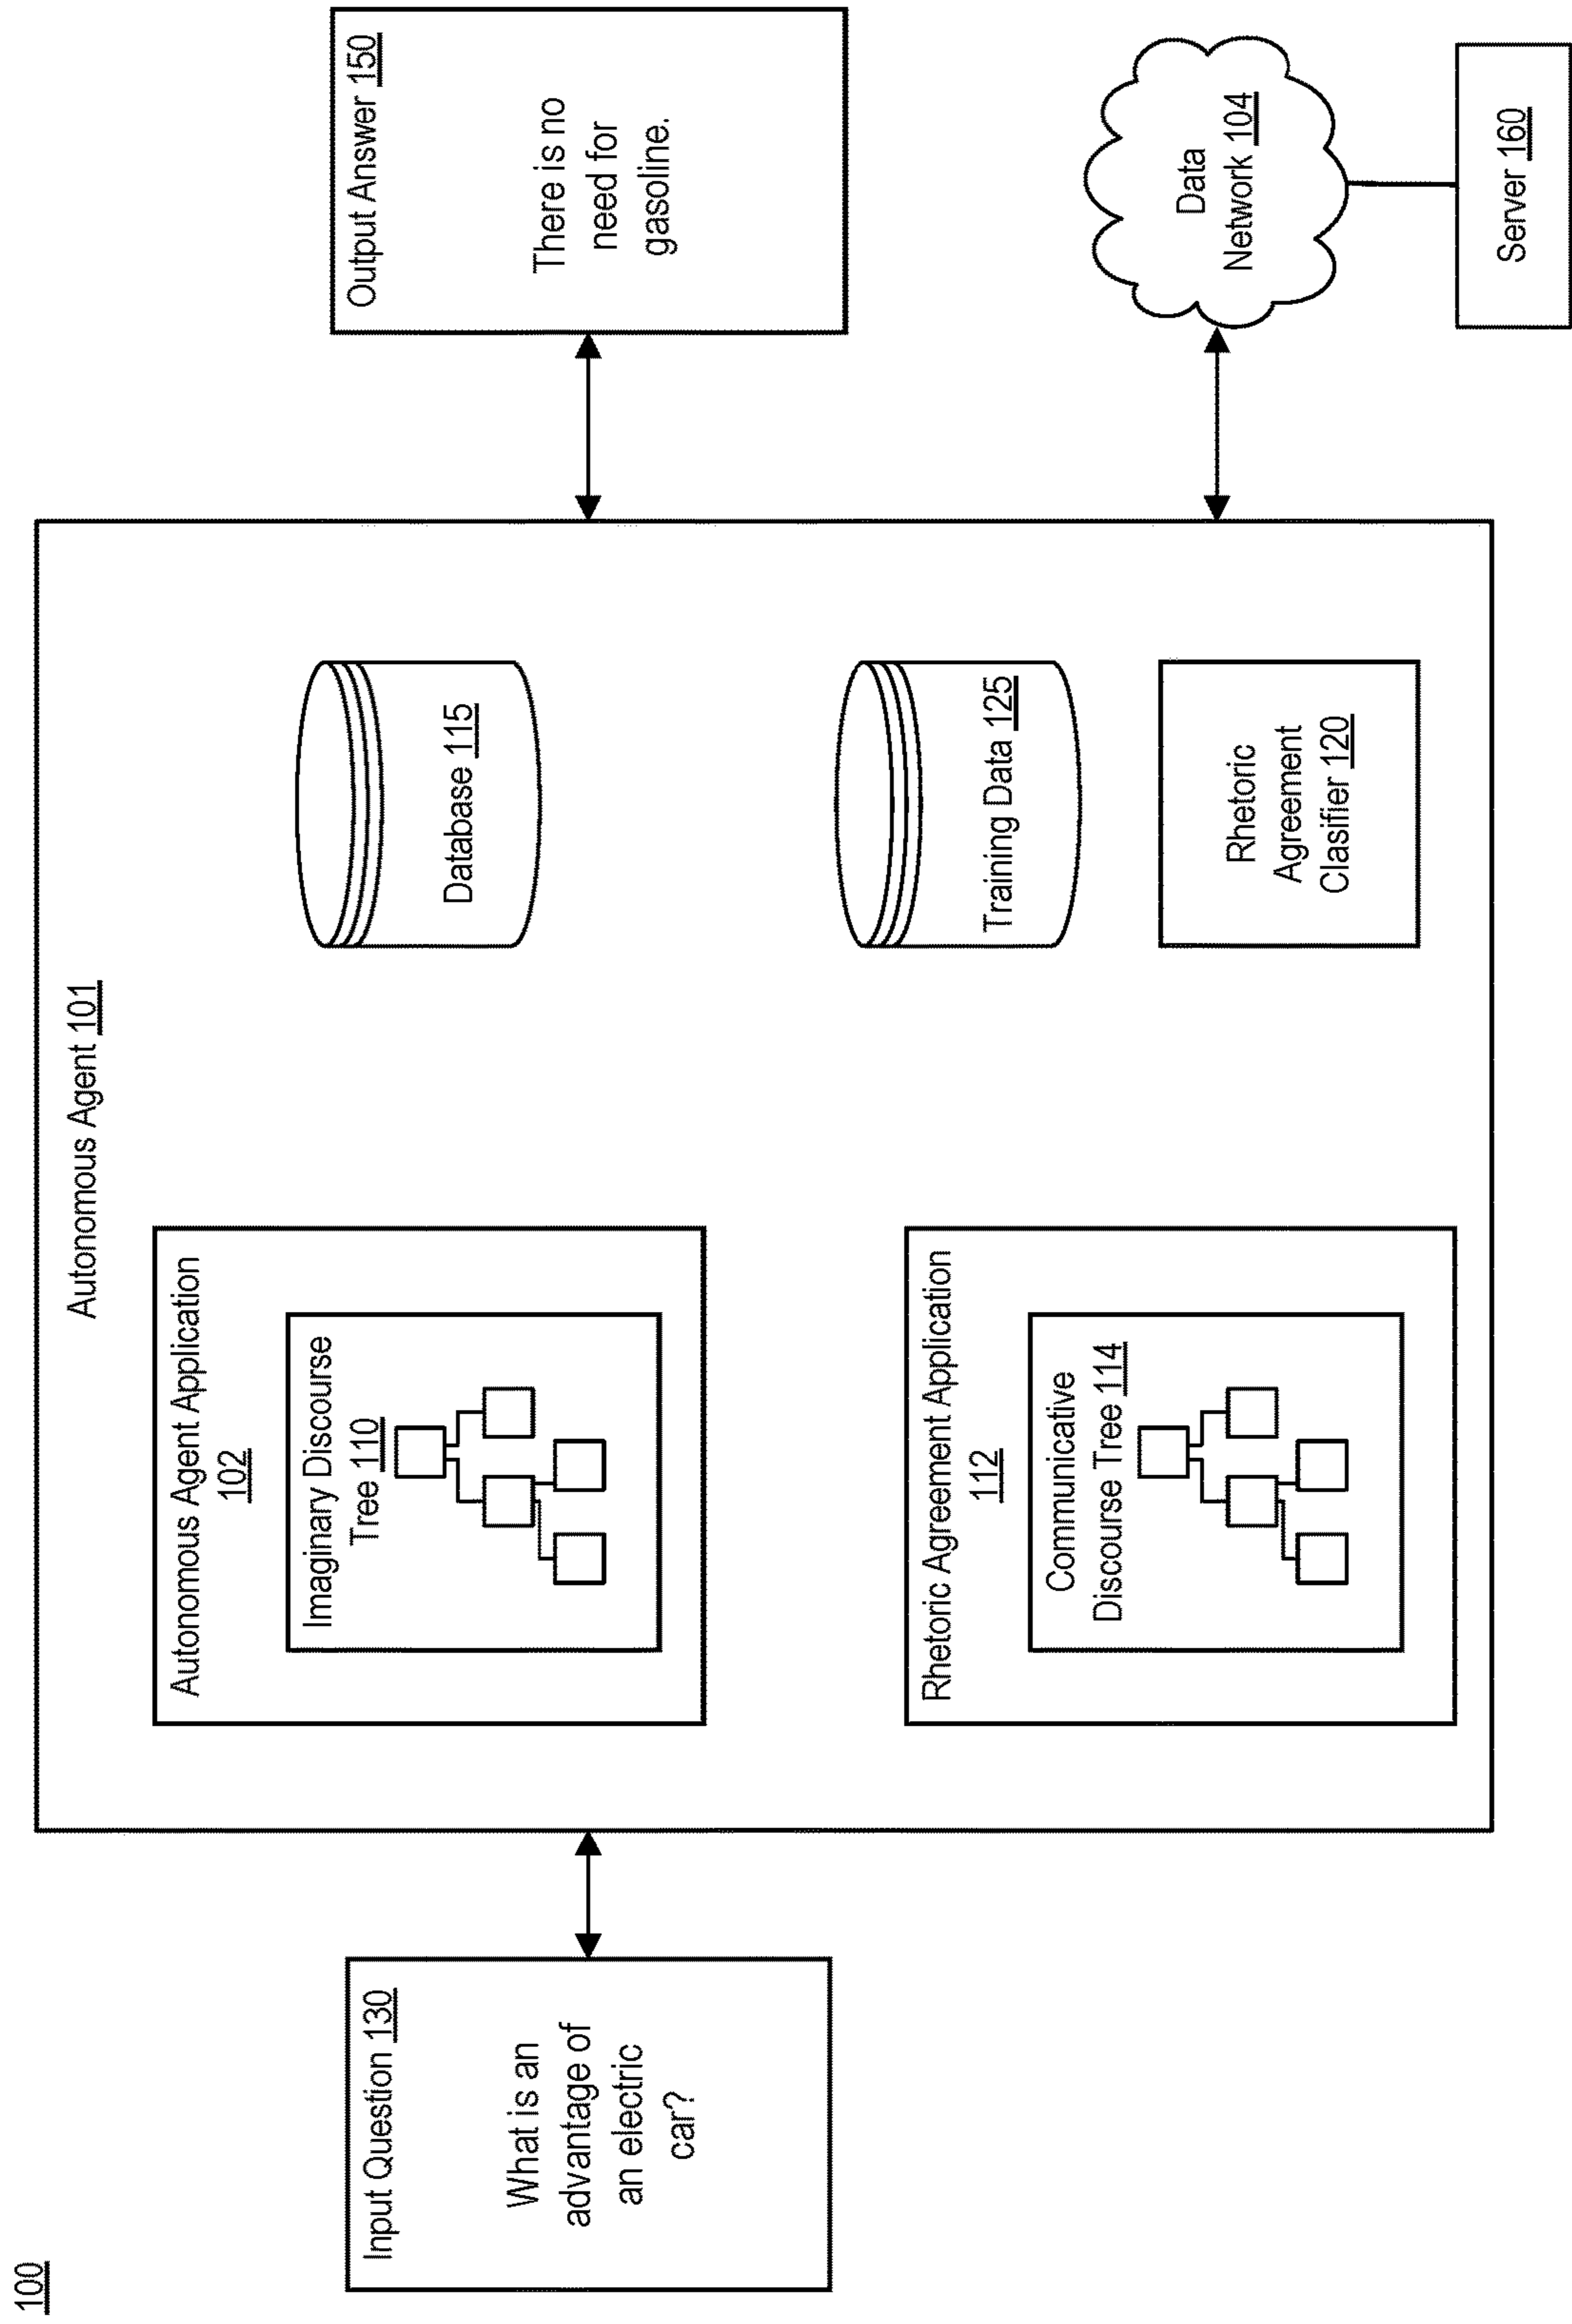 100
Autonomous Agent 101
Input Question 130
What is an
advantage of
an electric
car?
Autonomous Agent Application
102
Imaginary Discourse
Tree 110
Rhetoric Agreement Application
112
Communicative
Discourse Tree 114
Database 115
Training Data 125
Rhetoric
Agreement
Clasifier 120
Output Answer 150
There is no
need for
gasoline.
Data
Network 104
Server 160